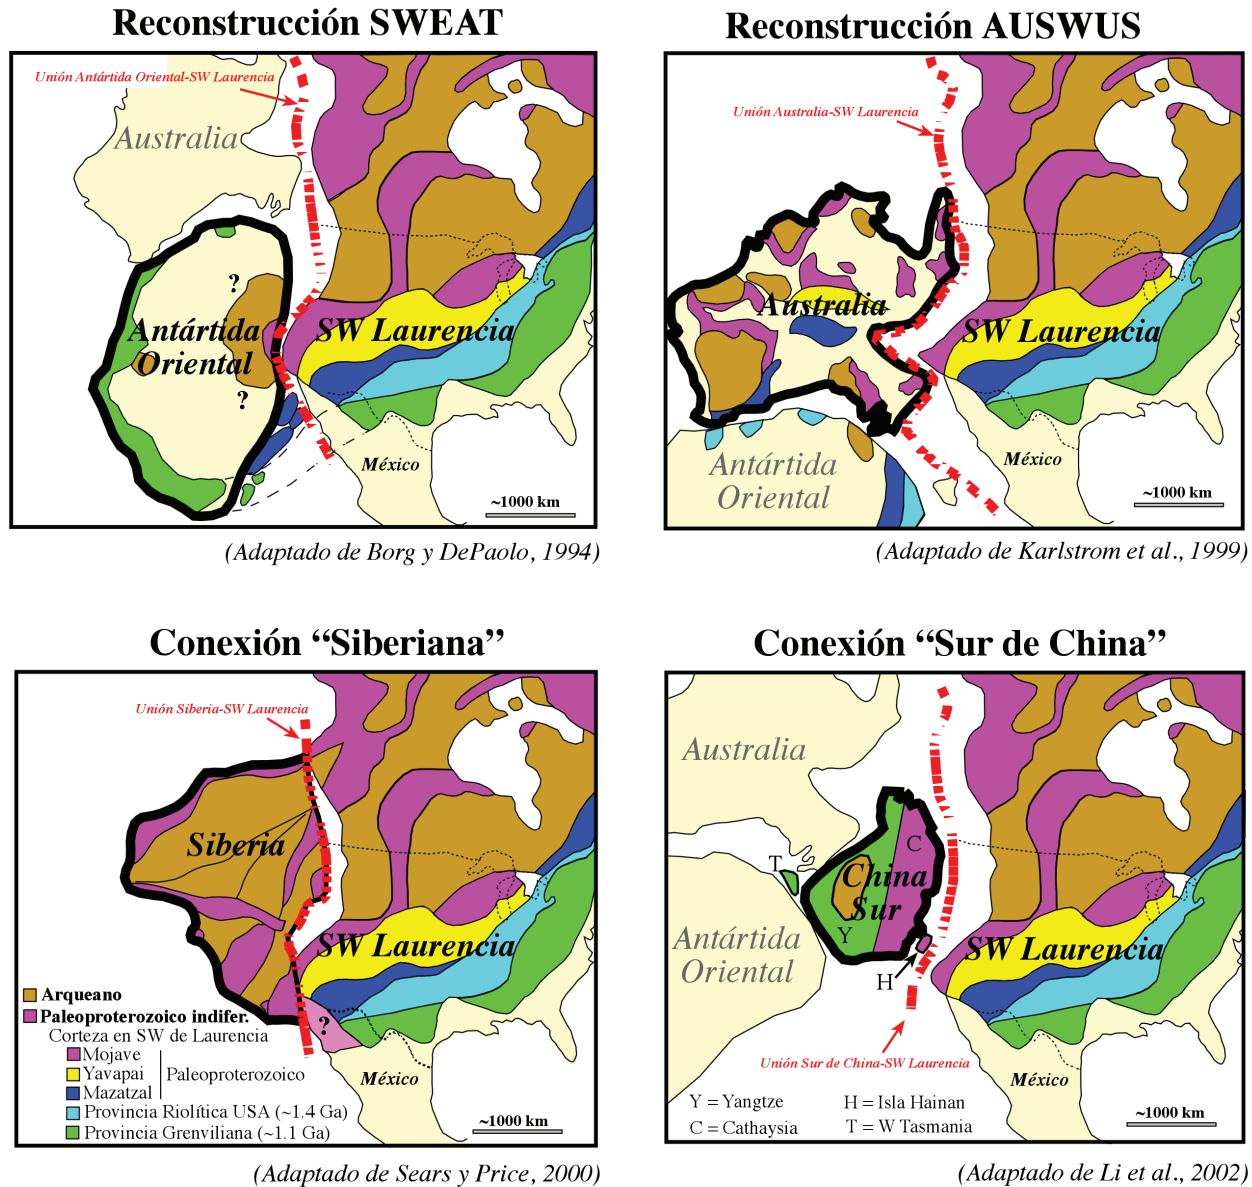 Reconstrucción SWEAT
Unión Antártida Oriental-SW Laurencia
Australia
?
Antártida
Oriental
?
SW Laurencia
México
~1000 km
(Adaptado de Borg y DePaolo, 1994)
Reconstrucción AUSWUS
Unión Australia-SW Laurencia
Australia
SW Laurencia
Antártida
Oriental
México
~1000 km
(Adaptado de Karlstrom et al., 1999)
Conexión “Siberiana”
Unión Siberia-SW Laurencia
Siberia
SW Laurencia
?
México
~1000 km
Arqueano
Paleoproterozoico indifer.
Corteza en SW de Laurencia
Mojave
Yavapai
Mazatzal
Paleoproterozoico
Provincia Riolítica USA (~1.4 Ga)
Provincia Grenviliana (~1.1 Ga)
(Adaptado de Sears y Price, 2000)
Conexión “Sur de China”
Australia
T
C
China
Sur
Y
H
Antártida
Oriental
SW Laurencia
Unión Sur de China-SW Laurencia
México
~1000 km
Y = Yangtze
C = Cathaysia
H = Isla Hainan
T = W Tasmania
(Adaptado de Li et al., 2002)